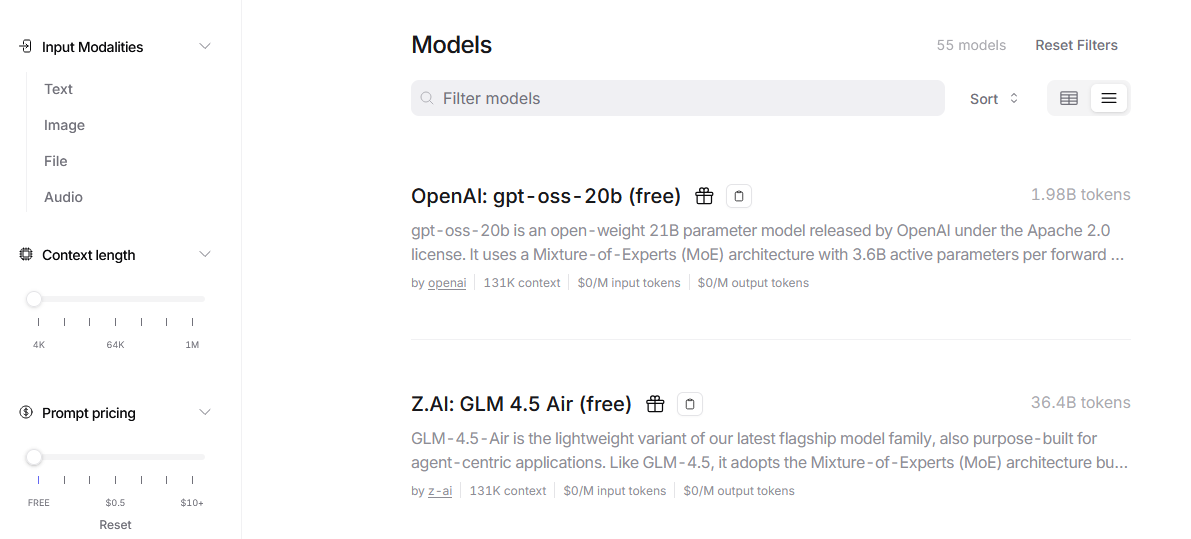 Input Modalities
Text
Image
File
Audio
Context length
4K 64K 1M
Prompt pricing
FREE $0.5 $10+
Reset
Models
55 models
Reset Filters
Filter models
Sort
OpenAI: gpt-oss-20b (free)
1.98B tokens
gpt-oss-20b is an open-weight 21B parameter model released by OpenAI under the Apache 2.0
license. It uses a Mixture-of-Experts (MoE) architecture with 3.6B active parameters per forward ...
by openai 131K context $0/M input tokens $0/M output tokens
Z.AI: GLM 4.5 Air (free)
36.4B tokens
GLM-4.5-Air is the lightweight variant of our latest flagship model family, also purpose-built for
agent-centric applications. Like GLM-4.5, it adopts the Mixture-of-Experts (MoE) architecture bu...
by z-ai 131K context $0/M input tokens $0/M output tokens